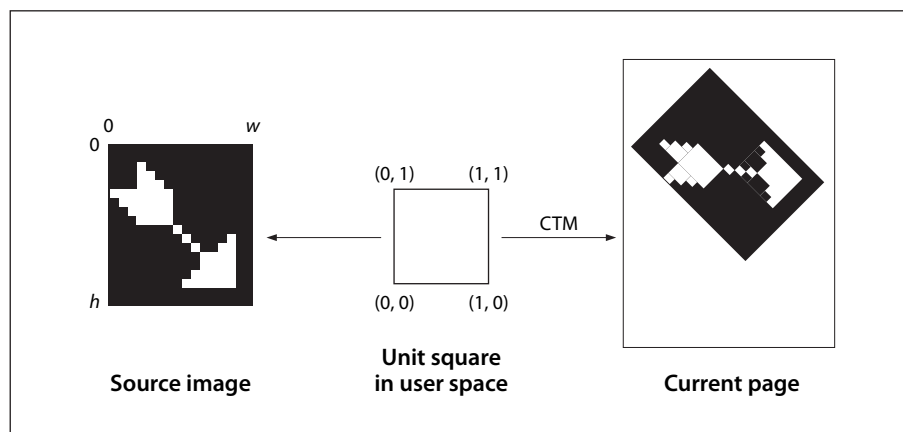 0 w
0
h
(0, 1) (1, 1)
CTM
(0, 0) (1, 0)
Source image
Unit square
in user space
Current page